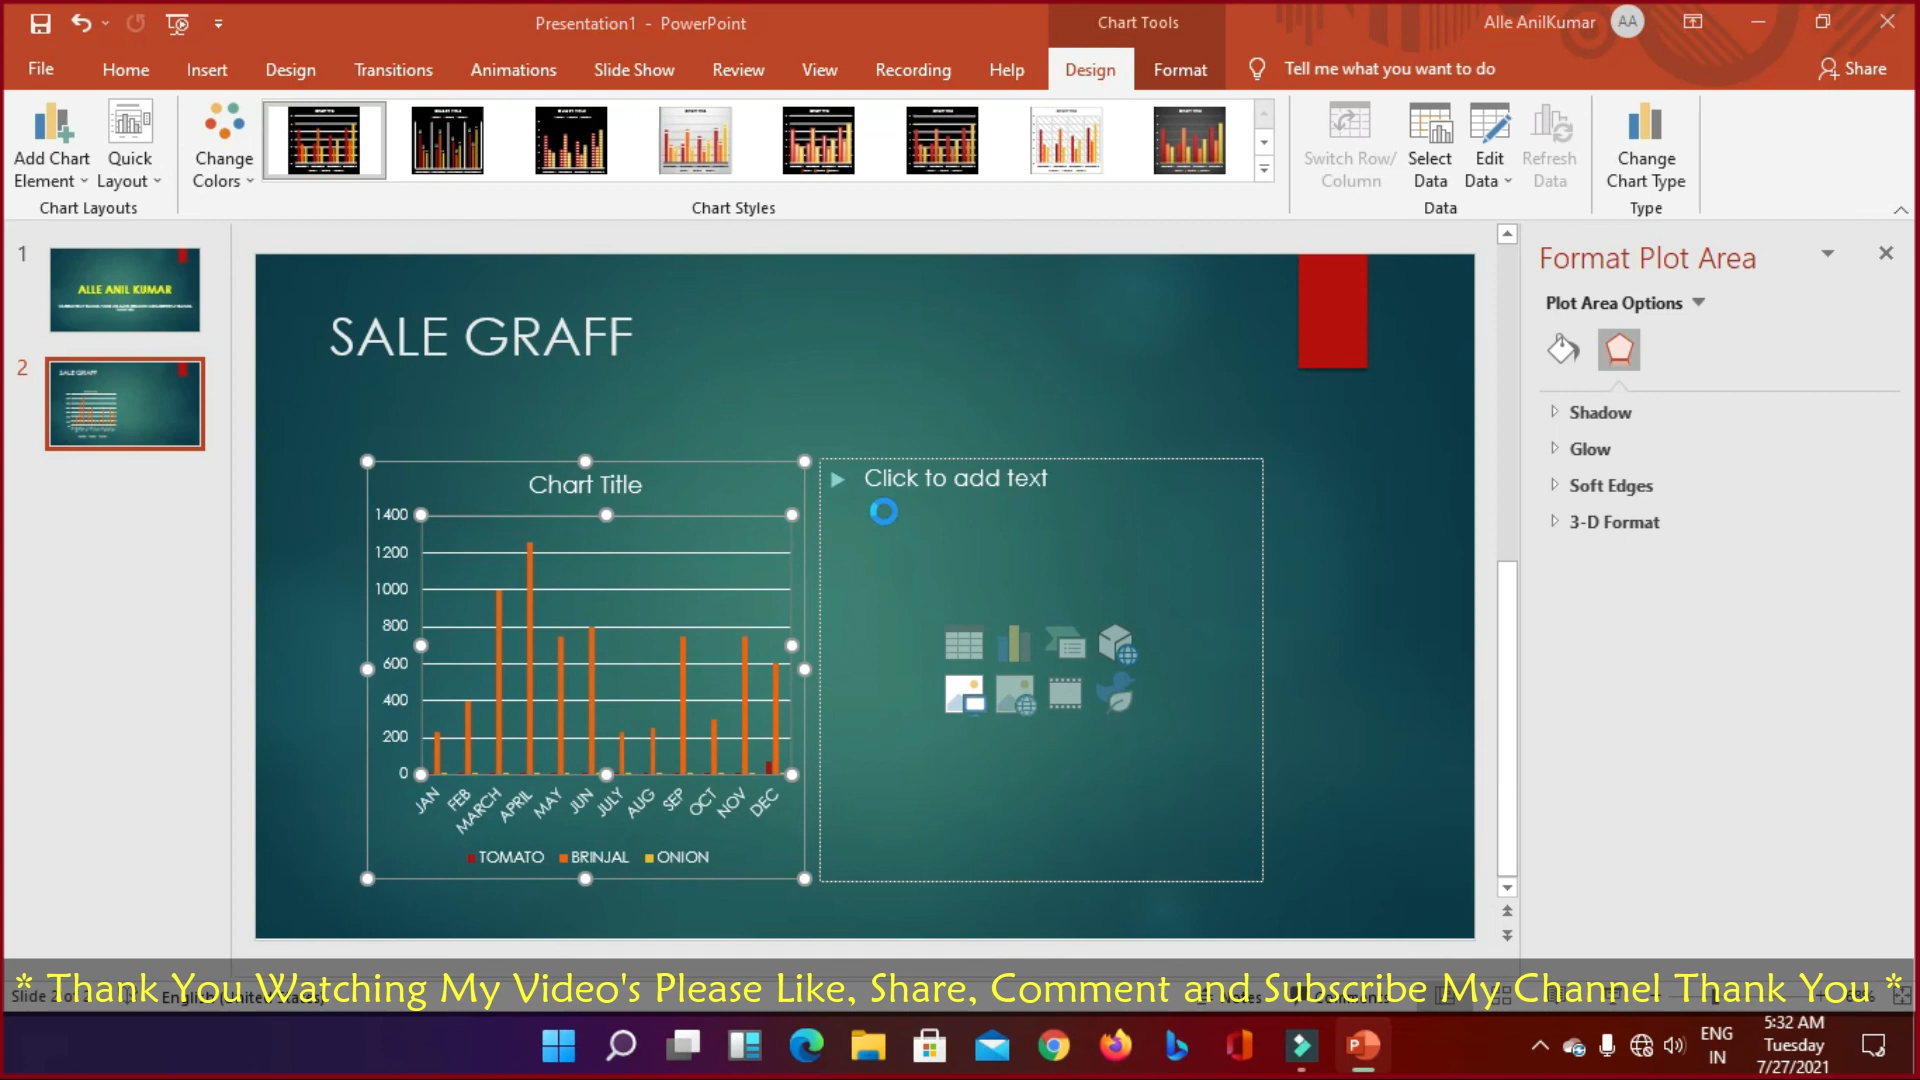 Presentation1 - PowerPoint
Chart Tools
Alle AnilKumar
AA
File
Home
Insert
Design
Transitions
Animations
Slide Show
Review
View
Recording
Help
Design
Format
Tell me what you want to do
Share
Add Chart
Element
Quick
Layout
Change
Colors
Switch Row/
Column
Select
Data
Edit
Data
Refresh
Data
Change
Chart Type
Chart Layouts
Chart Styles
Data
Type
1
ALLE ANIL KUMAR
2
SALE GRAFF
SALE GRAFF
Chart Title
1400
1200
1000
800
600
400
200
0
JAN
FEB
MARCH
APRIL
MAY
JUN
JULY
AUG
SEP
OCT
NOV
DEC
TOMATO
BRINJAL
ONION
Click to add text
Format Plot Area
Plot Area Options
Shadow
Glow
Soft Edges
3-D Format
* Thank You Watching My Video's Please Like, Share, Comment and Subscribe My Channel Thank You *
ENG
IN
5:32 AM
Tuesday
7/27/2021